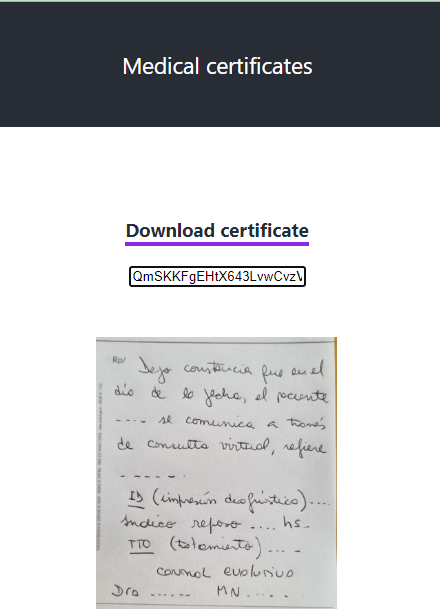 Medical certificates
Download certificate
QmSKKFgEHtX643LvwCvzV
Rp/
Dejo constancia que en el
día de la fecha, el paciente
.... se comunica a través
de consulta virtual, refiere
......
ID (impresión diagnóstica)....
Indico reposo .... hs.
TTO (tratamiento) ....
control evolutivo
Dra ...... MN .....